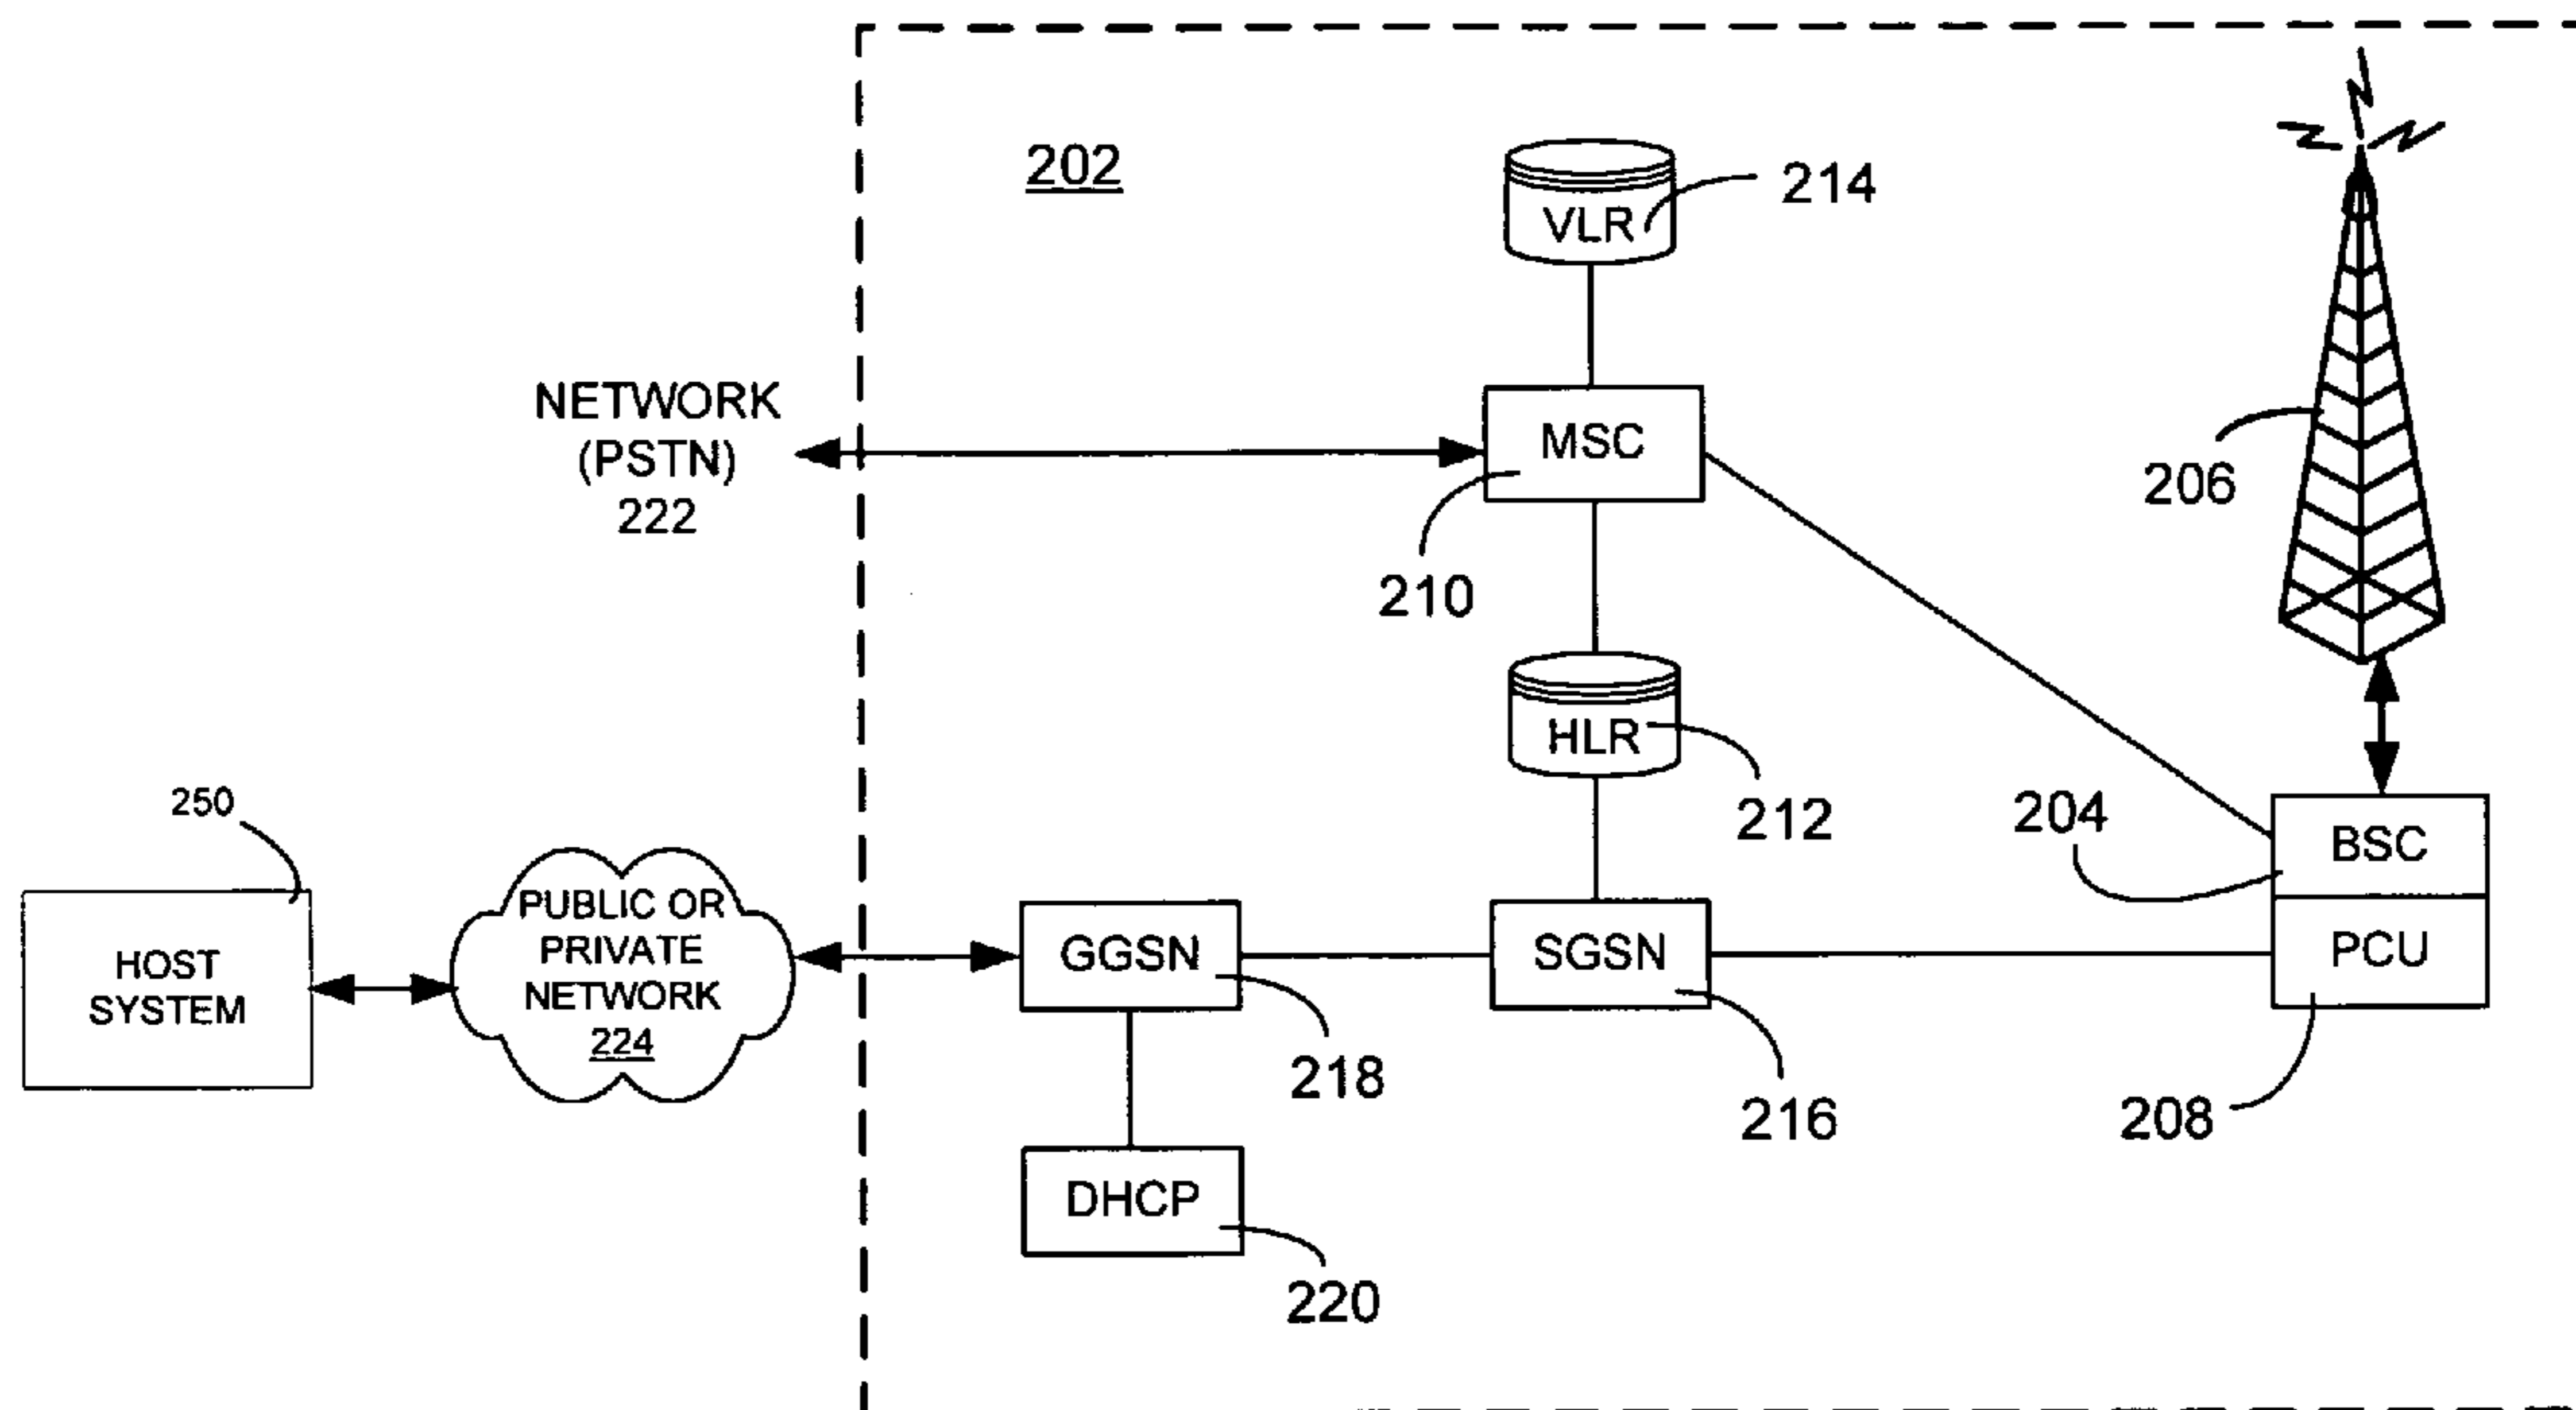 202
VLR
214
NETWORK
(PSTN)
222
MSC
210
206
HLR
212
250
204
BSC
HOST
SYSTEM
PUBLIC OR
PRIVATE
NETWORK
224
GGSN
218
SGSN
216
PCU
208
DHCP
220